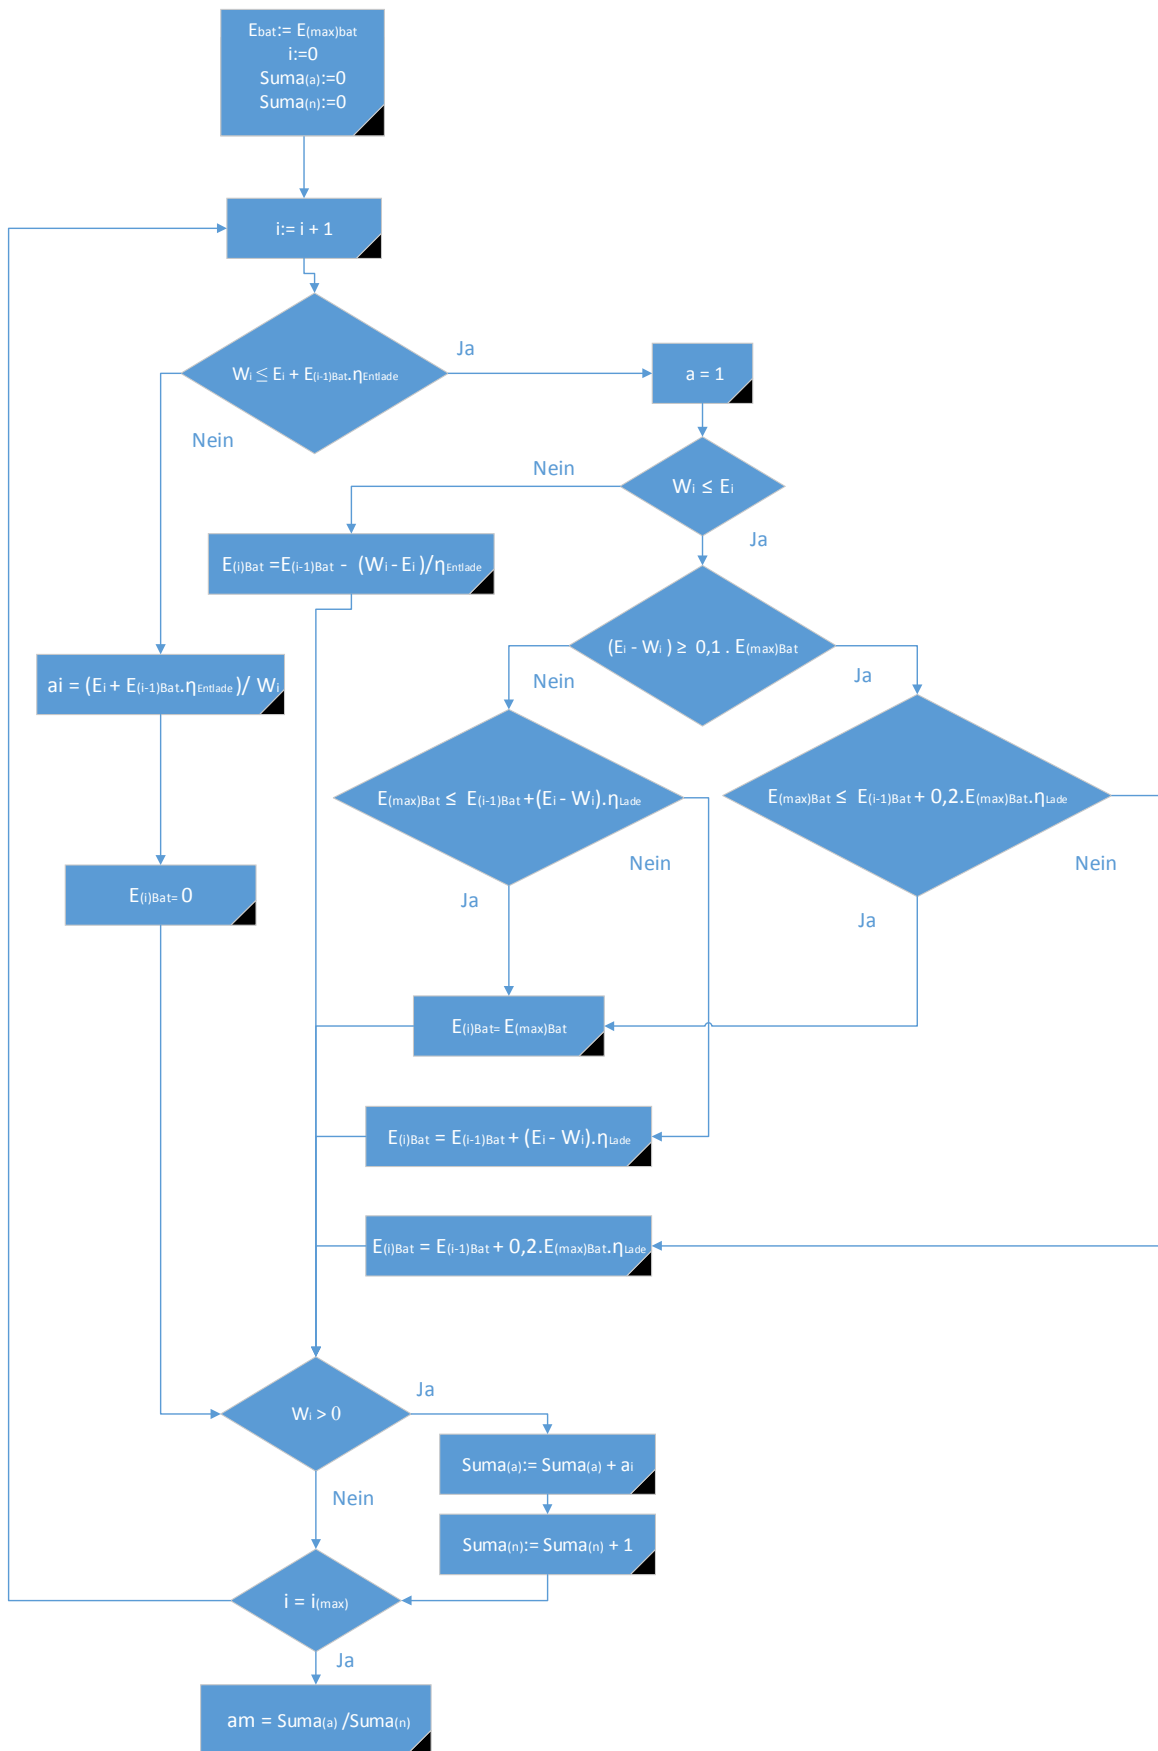 Ebat:= E(max)bat
i:=0
Suma(a):=0
Suma(n):=0
i:= i + 1
Wi ≤ Ei + E(i-1)Bat.ηEntlade
Ja
a = 1
Nein
Nein
Wi ≤ Ei
Ja
E(i)Bat =E(i-1)Bat - (Wi - Ei )/ηEntlade
(Ei - Wi ) ≥ 0,1 . E(max)Bat
ai = (Ei + E(i-1)Bat.ηEntlade )/ Wi
Nein
Ja
E(max)Bat ≤ E(i-1)Bat +(Ei - Wi).ηLade
E(max)Bat ≤ E(i-1)Bat + 0,2.E(max)Bat.ηLade
Nein
Nein
E(i)Bat= 0
Ja
Ja
E(i)Bat= E(max)Bat
E(i)Bat = E(i-1)Bat + (Ei - Wi).ηLade
E(i)Bat = E(i-1)Bat + 0,2.E(max)Bat.ηLade
Wi > 0
Ja
Suma(a):= Suma(a) + ai
Nein
Suma(n):= Suma(n) + 1
i = i(max)
Ja
am = Suma(a) /Suma(n)